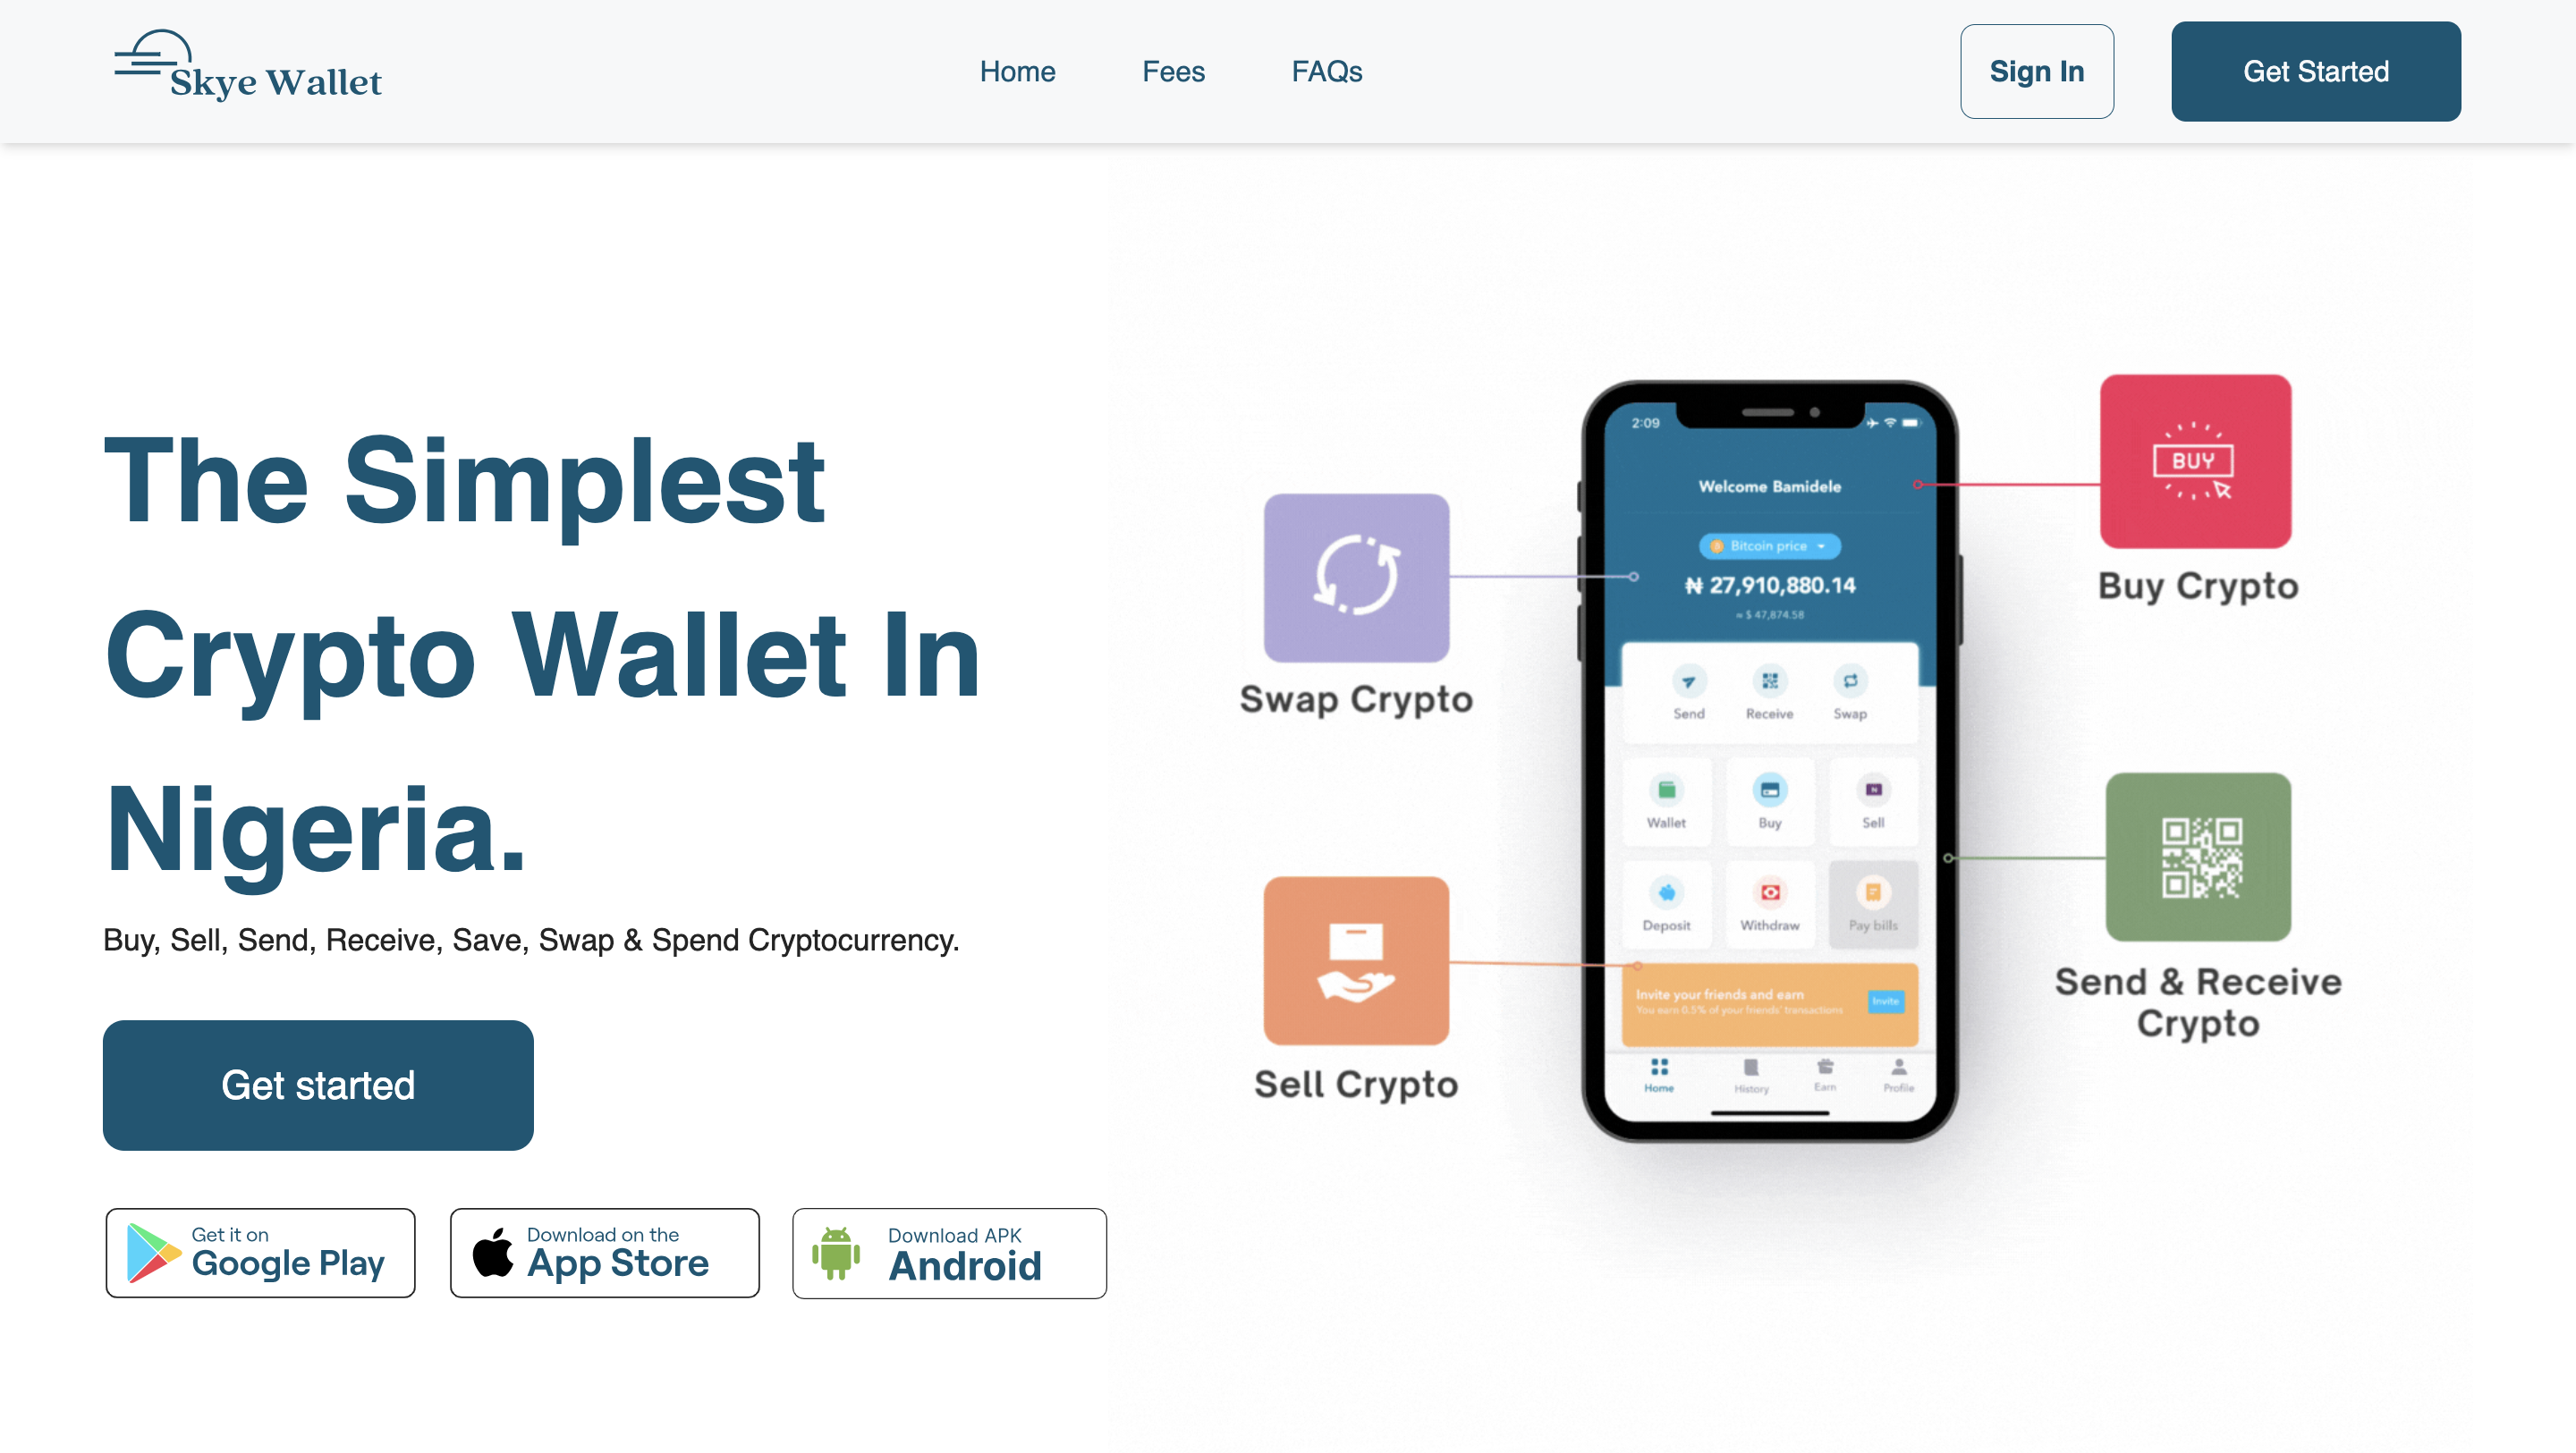 Skye Wallet
Home
Fees
FAQs
Sign In
Get Started
The Simplest
Crypto Wallet In
Nigeria.
Buy, Sell, Send, Receive, Save, Swap & Spend Cryptocurrency.
Get started
Get it on
Google Play
Download on the
App Store
Download APK
Android
Swap Crypto
Sell Crypto
2:09
Welcome Bamidele
Bitcoin price
₦ 27,910,880.14
≈ $ 47,874.58
Send
Receive
Swap
Wallet
Buy
Sell
Deposit
Withdraw
Pay bills
Invite your friends and earn
You earn 0.5% of your friends' transactions
Invite
Home
History
Earn
Profile
BUY
Buy Crypto
Send & Receive
Crypto